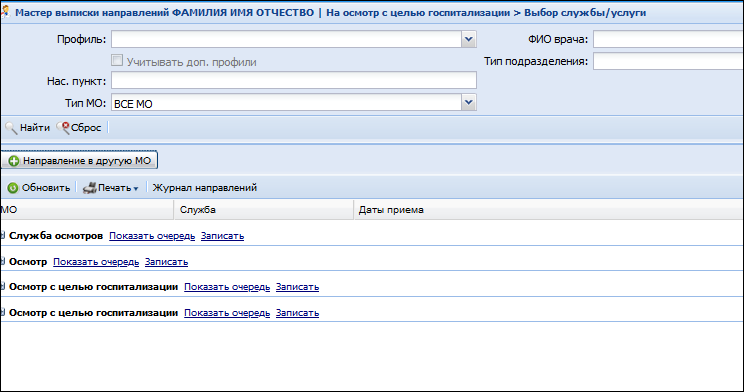 Мастер выписки направлений ФАМИЛИЯ ИМЯ ОТЧЕСТВО | На осмотр с целью госпитализации > Выбор службы/услуги
Профиль: ФИО врача:
Учитывать доп. профили Тип подразделения:
Нас. пункт:
Тип МО: ВСЕ МО
Найти Сброс
Направление в другую МО
Обновить Печать Журнал направлений
МО Служба Даты приема
Служба осмотров Показать очередь Записать
Осмотр Показать очередь Записать
Осмотр с целью госпитализации Показать очередь Записать
Осмотр с целью госпитализации Показать очередь Записать